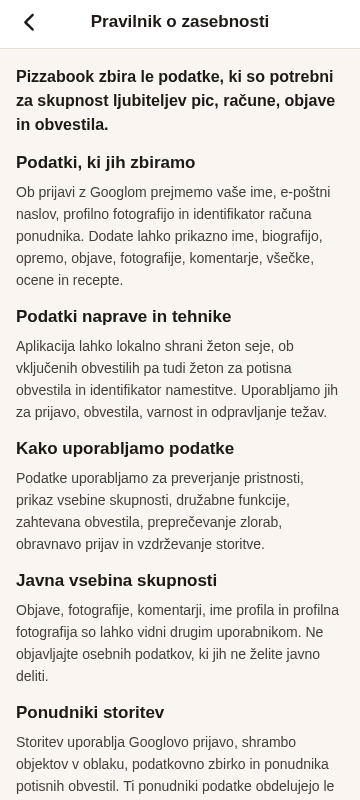 Pravilnik o zasebnosti
Pizzabook zbira le podatke, ki so potrebni
za skupnost ljubiteljev pic, račune, objave
in obvestila.
Podatki, ki jih zbiramo
Ob prijavi z Googlom prejmemo vaše ime, e-poštni
naslov, profilno fotografijo in identifikator računa
ponudnika. Dodate lahko prikazno ime, biografijo,
opremo, objave, fotografije, komentarje, všečke,
ocene in recepte.
Podatki naprave in tehnike
Aplikacija lahko lokalno shrani žeton seje, ob
vključenih obvestilih pa tudi žeton za potisna
obvestila in identifikator namestitve. Uporabljamo jih
za prijavo, obvestila, varnost in odpravljanje težav.
Kako uporabljamo podatke
Podatke uporabljamo za preverjanje pristnosti,
prikaz vsebine skupnosti, družabne funkcije,
zahtevana obvestila, preprečevanje zlorab,
obravnavo prijav in vzdrževanje storitve.
Javna vsebina skupnosti
Objave, fotografije, komentarji, ime profila in profilna
fotografija so lahko vidni drugim uporabnikom. Ne
objavljajte osebnih podatkov, ki jih ne želite javno
deliti.
Ponudniki storitev
Storitev uporablja Googlovo prijavo, shrambo
objektov v oblaku, podatkovno zbirko in ponudnika
potisnih obvestil. Ti ponudniki podatke obdelujejo le